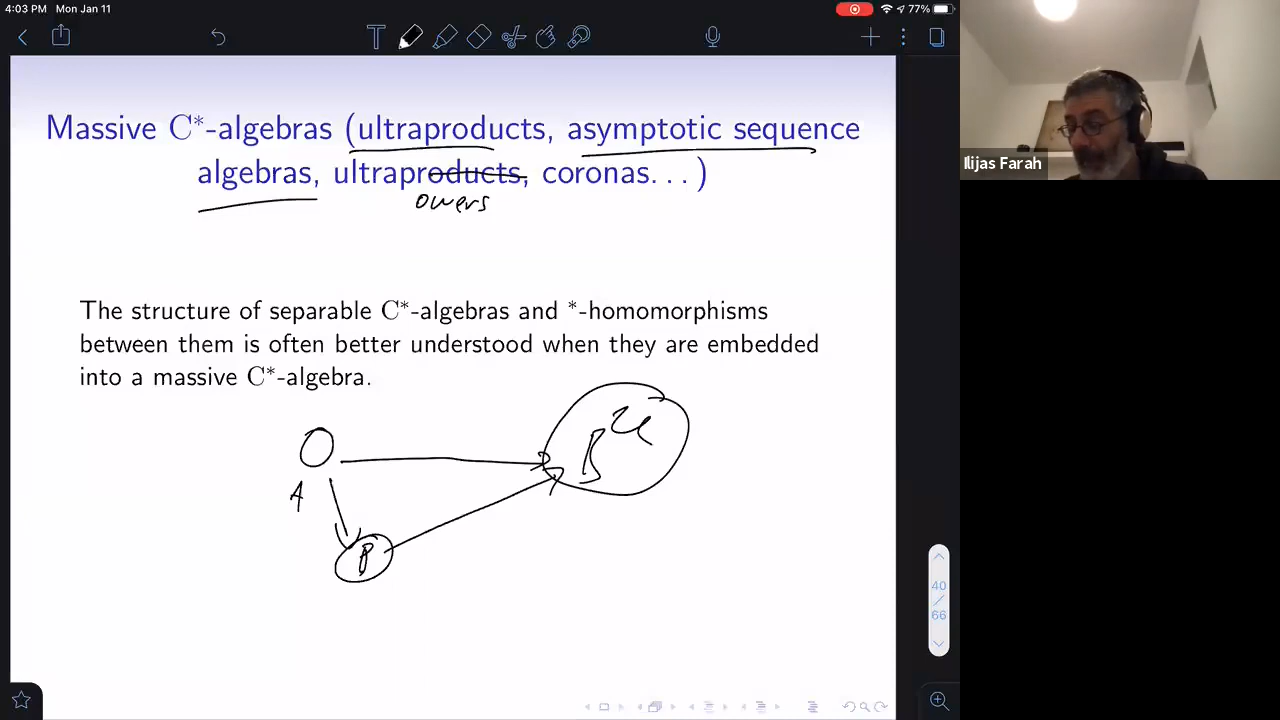 4:03 PM Mon Jan 11
77%
T
Massive C*-algebras (ultraproducts, asymptotic sequence
algebras, ultraproducts, coronas. . . )
owers
The structure of separable C*-algebras and *-homomorphisms
between them is often better understood when they are embedded
into a massive C*-algebra.
B^U
A
B
40
/
66
Ilijas Farah